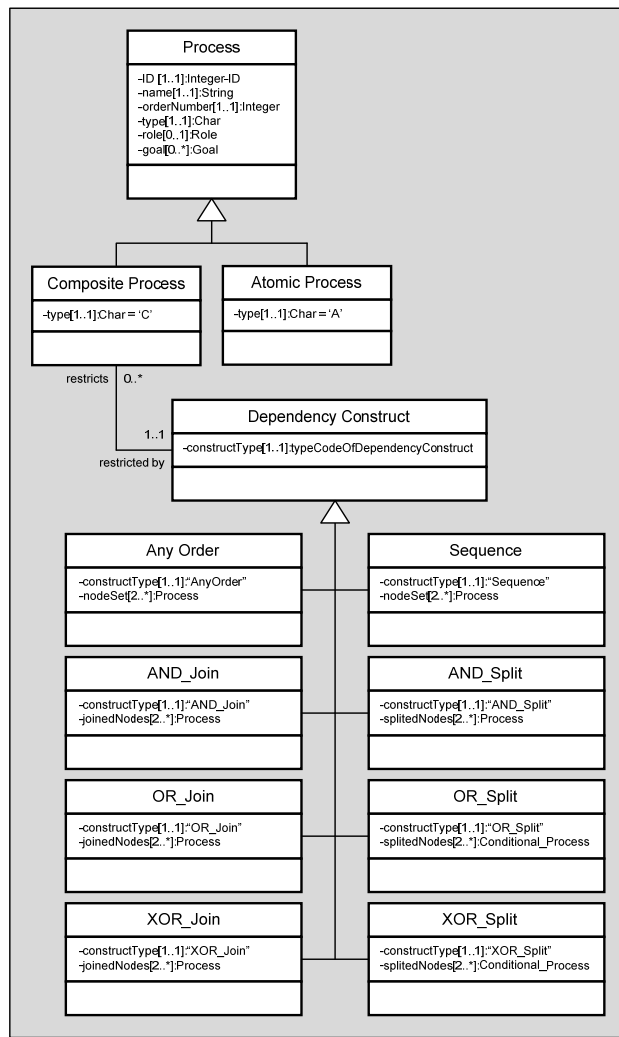 Process
-ID [1..1]:Integer-ID
-name[1..1]:String
-orderNumber[1..1]:Integer
-type[1..1]:Char
-role[0..1]:Role
-goal[0..*]:Goal
Composite Process
-type[1..1]:Char = 'C'
Atomic Process
-type[1..1]:Char = 'A'
restricts 0..*
1..1
restricted by
Dependency Construct
-constructType[1..1]:typeCodeOfDependencyConstruct
Any Order
-constructType[1..1]:"AnyOrder"
-nodeSet[2..*]:Process
Sequence
-constructType[1..1]:"Sequence"
-nodeSet[2..*]:Process
AND_Join
-constructType[1..1]:"AND_Join"
-joinedNodes[2..*]:Process
AND_Split
-constructType[1..1]:"AND_Split"
-splitedNodes[2..*]:Process
OR_Join
-constructType[1..1]:"OR_Join"
-joinedNodes[2..*]:Process
OR_Split
-constructType[1..1]:"OR_Split"
-splitedNodes[2..*]:Conditional_Process
XOR_Join
-constructType[1..1]:"XOR_Join"
-joinedNodes[2..*]:Process
XOR_Split
-constructType[1..1]:"XOR_Split"
-splitedNodes[2..*]:Conditional_Process